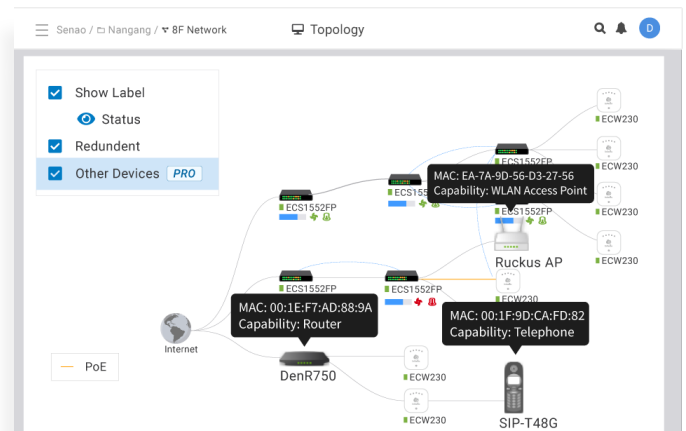 Senao / Nangang / 8F Network
Topology
D
Show Label
Status
Redundent
Other Devices PRO
ECW230
ECS1552FP
ECW230
MAC: EA-7A-9D-56-D3-27-56
Capability: WLAN Access Point
ECS155
ECS1552FP
ECS1552FP
ECW230
Ruckus AP
ECW230
ECS1552FP
ECS1552FP
ECW230
MAC: 00:1E:F7:AD:88:9A
Capability: Router
MAC: 00:1F:9D:CA:FD:82
Capability: Telephone
Internet
PoE
DenR750
ECW230
ECW230
SIP-T48G